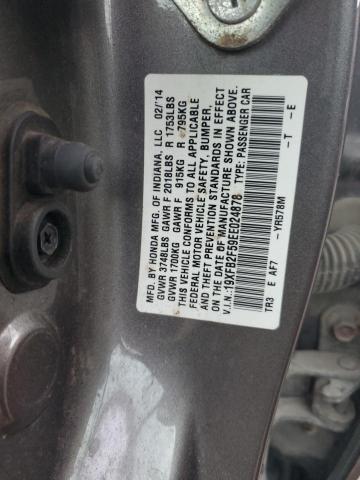 MFD. BY HONDA MFG. OF INDIANA, LLC 02/'14
GVWR 3748LBS GAWR F 2018LBS R 1753LBS
GVWR 1700KG GAWR F 915KG R 795KG
THIS VEHICLE CONFORMS TO ALL APPLICABLE
FEDERAL MOTOR VEHICLE SAFETY, BUMPER,
AND THEFT PREVENTION STANDARDS IN EFFECT
ON THE DATE OF MANUFACTURE SHOWN ABOVE.
V.I.N.: 19XFB2F59EE024878 TYPE: PASSENGER CAR
-YR578M -T -E
TR3 E AF7